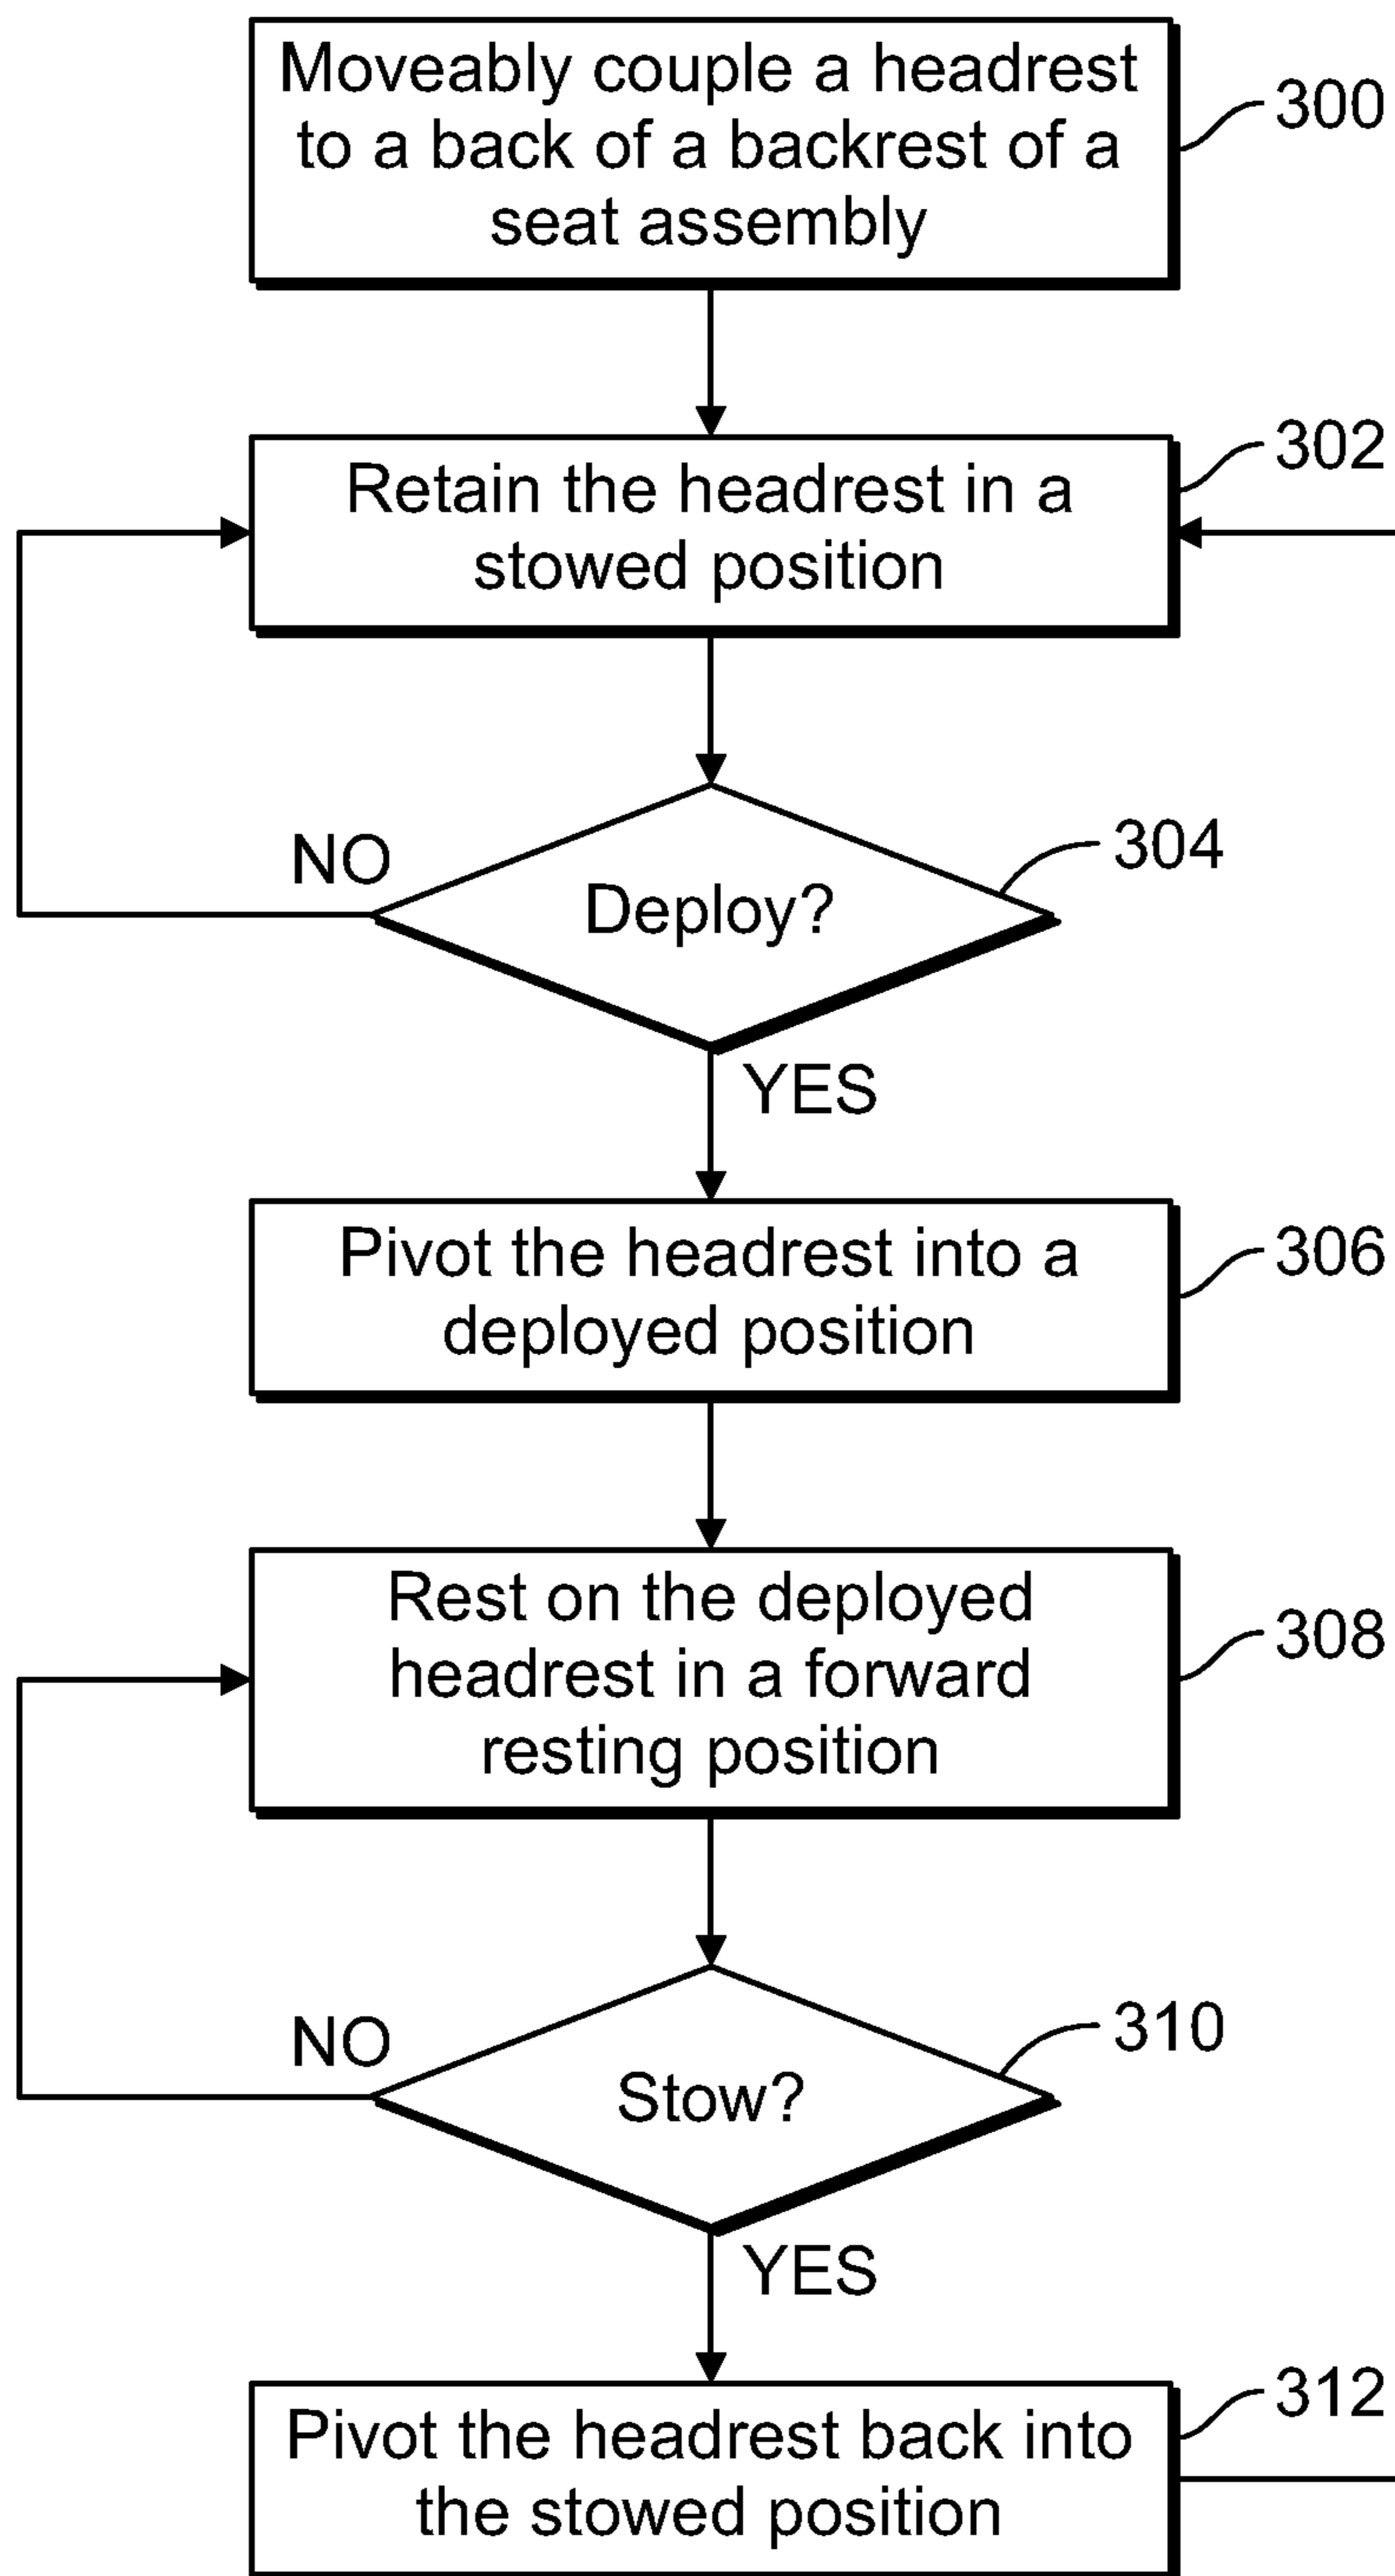 Moveably couple a headrest
to a back of a backrest of a
seat assembly
300
Retain the headrest in a
stowed position
302
Deploy?
304
NO
YES
Pivot the headrest into a
deployed position
306
Rest on the deployed
headrest in a forward
resting position
308
Stow?
310
NO
YES
Pivot the headrest back into
the stowed position
312